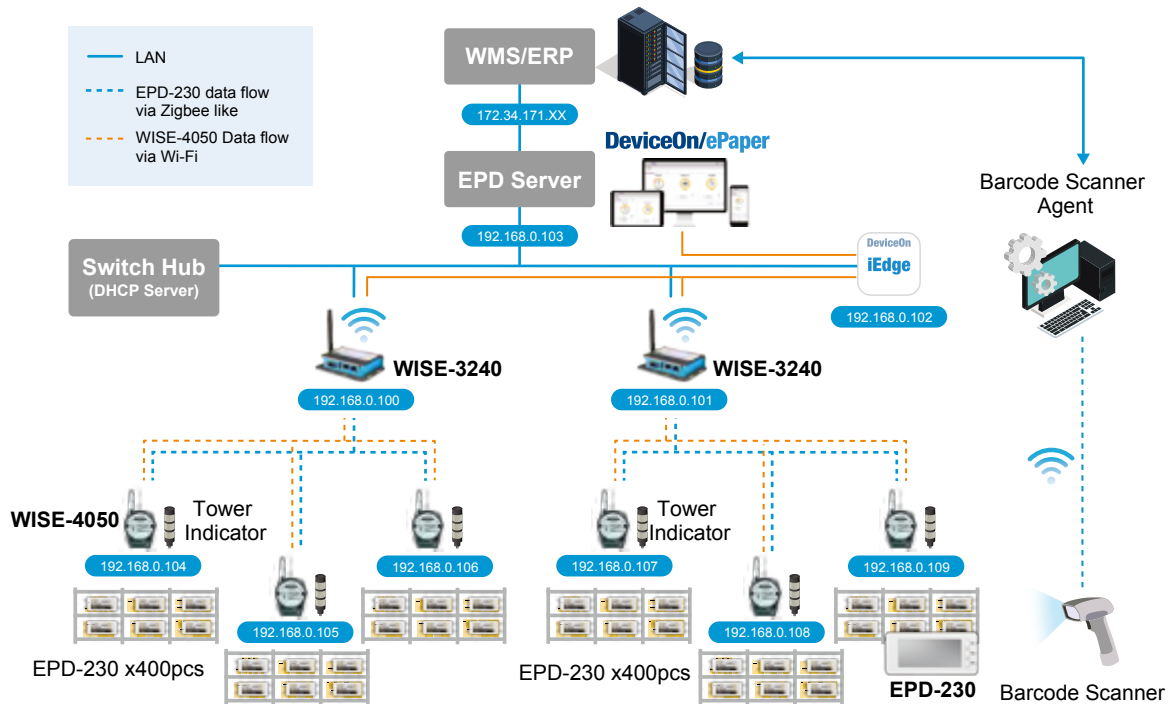 LAN
EPD-230 data flow
via Zigbee like
WISE-4050 Data flow
via Wi-Fi
WMS/ERP
172.34.171.XX
DeviceOn/ePaper
EPD Server
192.168.0.103
Barcode Scanner
Agent
Switch Hub
(DHCP Server)
DeviceOn
iEdge
192.168.0.102
WISE-3240
192.168.0.100
WISE-3240
192.168.0.101
WISE-4050
Tower
Indicator
192.168.0.104
192.168.0.105
192.168.0.106
Tower
Indicator
192.168.0.107
192.168.0.108
192.168.0.109
EPD-230 x400pcs
EPD-230 x400pcs
EPD-230
Barcode Scanner